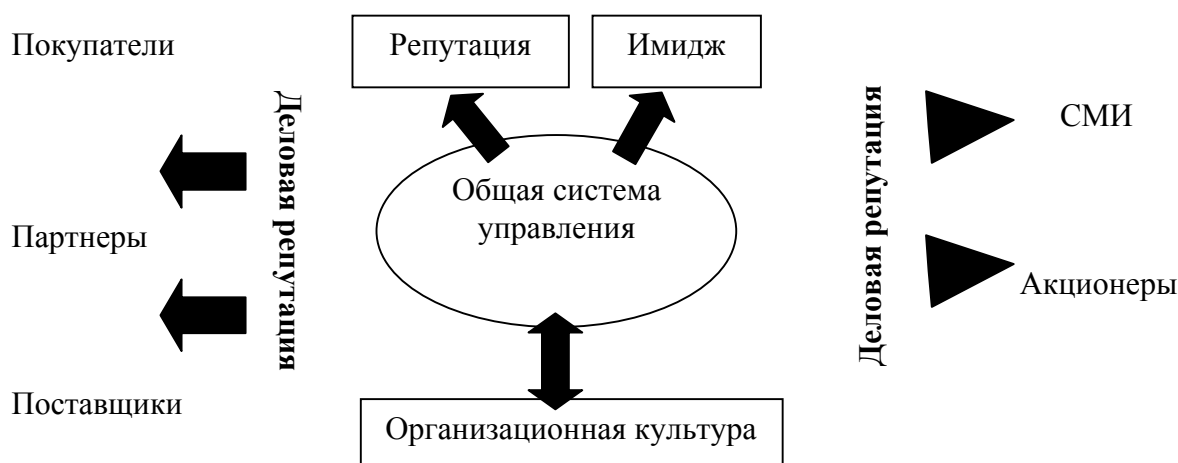 Покупатели
Репутация
Имидж
Деловая репутация
Деловая репутация
СМИ
Общая система
управления
Партнеры
Акционеры
Поставщики
Организационная культура